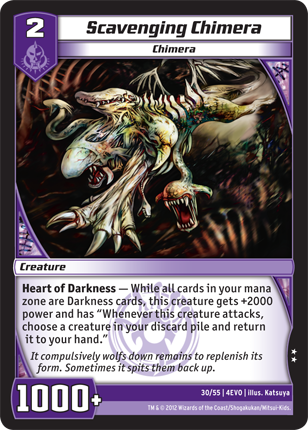 2
Scavenging Chimera
Chimera
Creature
Heart of Darkness — While all cards in your mana
zone are Darkness cards, this creature gets +2000
power and has “Whenever this creature attacks,
choose a creature in your discard pile and return
it to your hand.”
It compulsively wolfs down remains to replenish its
form. Sometimes it spits them back up.
1000+
30/55 | 4EVO | illus. Katsuya
TM & © 2012 Wizards of the Coast/Shogakukan/Mitsui-Kids.